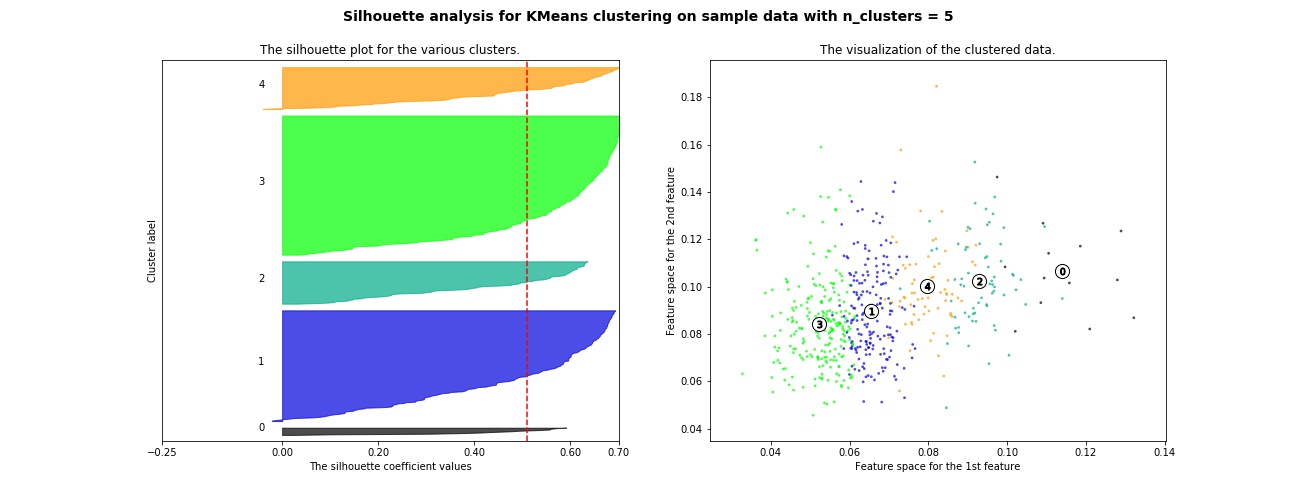 Silhouette analysis for KMeans clustering on sample data with n_clusters = 5
The silhouette plot for the various clusters.
4
3
2
1
0
Cluster label
−0.25 0.00 0.20 0.40 0.60 0.70
The silhouette coefficient values
The visualization of the clustered data.
0.18
0.16
0.14
0.12
0.10
0.08
0.06
0.04
Feature space for the 2nd feature
0
2
4
1
3
0.04 0.06 0.08 0.10 0.12 0.14
Feature space for the 1st feature